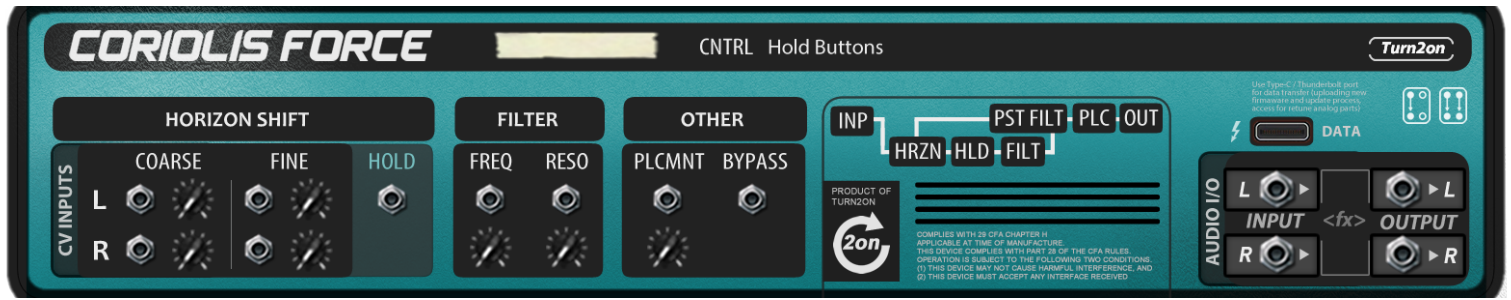 CORIOLIS FORCE
CNTRL Hold Buttons
Turn2on
HORIZON SHIFT
FILTER
OTHER
CV INPUTS
COARSE FINE HOLD
L
R
FREQ RESO
PLCMNT BYPASS
INP
PST FILT PLC OUT
HRZN HLD FILT
PRODUCT OF
TURN2ON
2on
COMPLIES WITH 29 CFA CHAPTER H
APPLICABLE AT TIME OF MANUFACTURE.
THIS DEVICE COMPLIES WITH PART 28 OF THE CFA RULES.
OPERATION IS SUBJECT TO THE FOLLOWING TWO CONDITIONS.
(1) THIS DEVICE MAY NOT CAUSE HARMFUL INTERFERENCE, AND
(2) THIS DEVICE MUST ACCEPT ANY INTERFACE RECEIVED
Use Type-C / Thunderbolt port
for data transfer (uploading new
firmaware and update process,
access for retune analog parts)
DATA
AUDIO I/O
L L
INPUT <fx> OUTPUT
R R